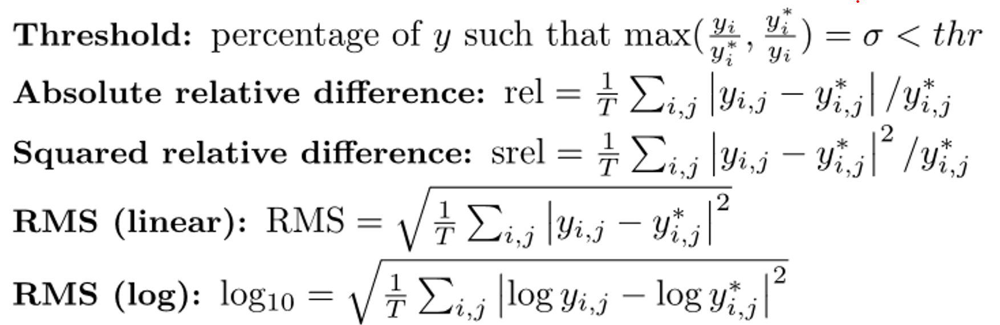 Threshold: percentage of $y$ such that $\max(\frac{y_i}{y_i^*}, \frac{y_i^*}{y_i}) = \sigma < thr$
Absolute relative difference: $\text{rel} = \frac{1}{T} \sum_{i,j} \left| y_{i,j} - y_{i,j}^* \right| / y_{i,j}^*$
Squared relative difference: $\text{srel} = \frac{1}{T} \sum_{i,j} \left| y_{i,j} - y_{i,j}^* \right|^2 / y_{i,j}^*$
RMS (linear): $\text{RMS} = \sqrt{\frac{1}{T} \sum_{i,j} \left| y_{i,j} - y_{i,j}^* \right|^2}$
RMS (log): $\log_{10} = \sqrt{\frac{1}{T} \sum_{i,j} \left| \log y_{i,j} - \log y_{i,j}^* \right|^2}$